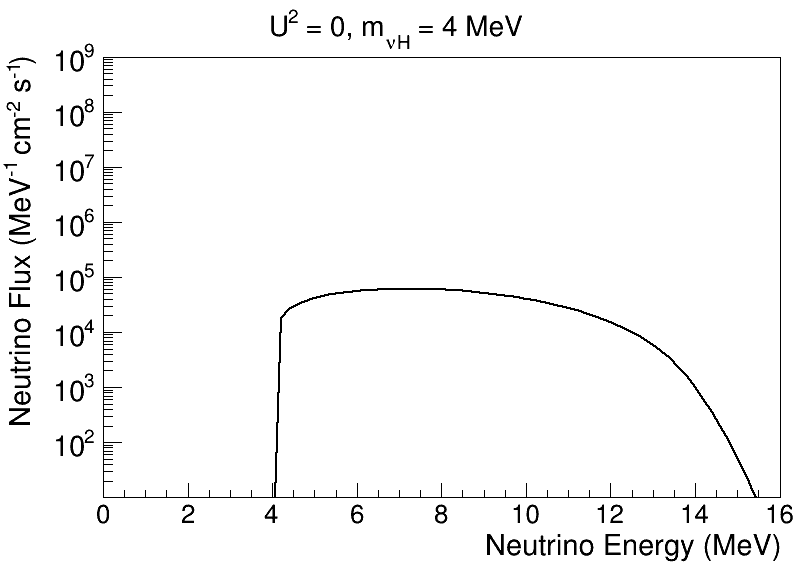 U² = 0, m_νH = 4 MeV
Neutrino Flux (MeV⁻¹ cm⁻² s⁻¹)
10⁹
10⁸
10⁷
10⁶
10⁵
10⁴
10³
10²
0 2 4 6 8 10 12 14 16
Neutrino Energy (MeV)